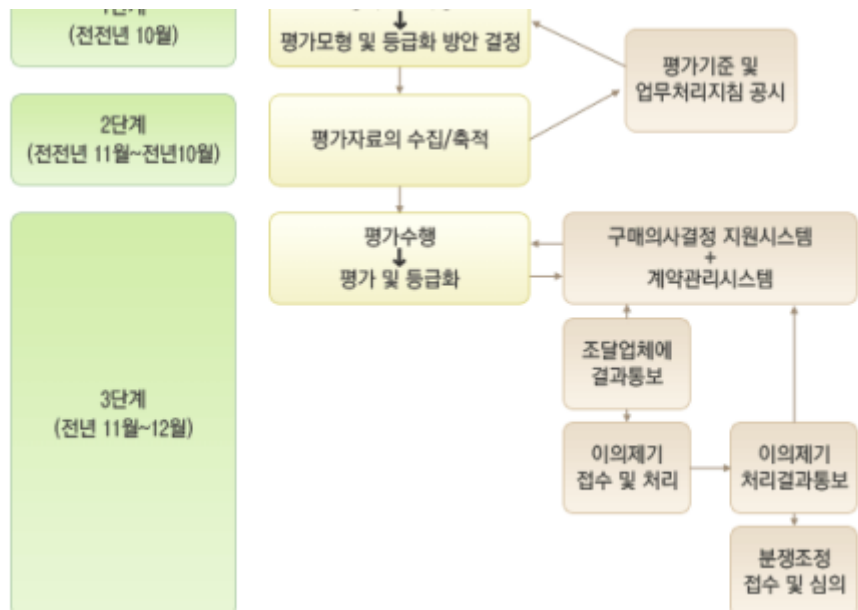 (전전년 10월)
평가모형 및 등급화 방안 결정
평가기준 및
업무처리지침 공시
2단계
(전전년 11월~전년10월)
평가자료의 수집/축적
3단계
(전년 11월~12월)
평가수행
평가 및 등급화
구매의사결정 지원시스템
+
계약관리시스템
조달업체에
결과통보
이의제기
접수 및 처리
이의제기
처리결과통보
분쟁조정
접수 및 심의